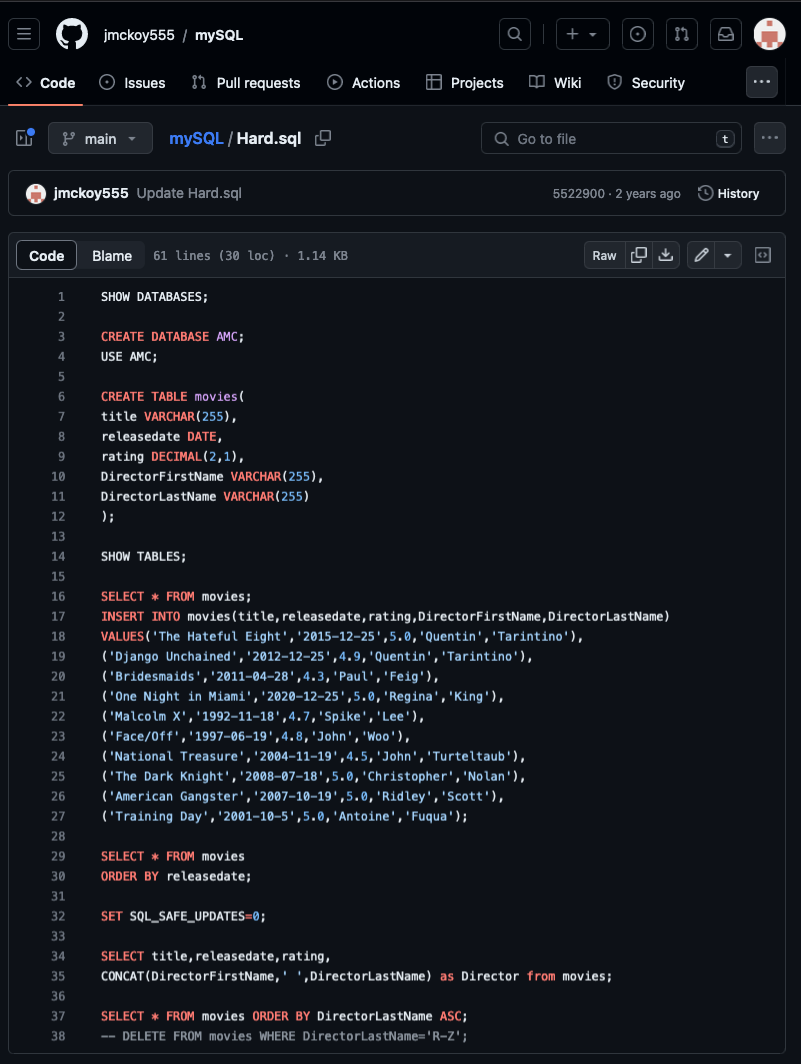 jmckoy555 / mySQL
Code Issues Pull requests Actions Projects Wiki Security
main mySQL / Hard.sql Go to file t
jmckoy555 Update Hard.sql 5522900 · 2 years ago History
Code Blame 61 lines (30 loc) · 1.14 KB Raw
1 SHOW DATABASES;
2
3 CREATE DATABASE AMC;
4 USE AMC;
5
6 CREATE TABLE movies(
7 title VARCHAR(255),
8 releasedate DATE,
9 rating DECIMAL(2,1),
10 DirectorFirstName VARCHAR(255),
11 DirectorLastName VARCHAR(255)
12 );
13
14 SHOW TABLES;
15
16 SELECT * FROM movies;
17 INSERT INTO movies(title,releasedate,rating,DirectorFirstName,DirectorLastName)
18 VALUES('The Hateful Eight','2015-12-25',5.0,'Quentin','Tarintino'),
19 ('Django Unchained','2012-12-25',4.9,'Quentin','Tarintino'),
20 ('Bridesmaids','2011-04-28',4.3,'Paul','Feig'),
21 ('One Night in Miami','2020-12-25',5.0,'Regina','King'),
22 ('Malcolm X','1992-11-18',4.7,'Spike','Lee'),
23 ('Face/Off','1997-06-19',4.8,'John','Woo'),
24 ('National Treasure','2004-11-19',4.5,'John','Turteltaub'),
25 ('The Dark Knight','2008-07-18',5.0,'Christopher','Nolan'),
26 ('American Gangster','2007-10-19',5.0,'Ridley','Scott'),
27 ('Training Day','2001-10-5',5.0,'Antoine','Fuqua');
28
29 SELECT * FROM movies
30 ORDER BY releasedate;
31
32 SET SQL_SAFE_UPDATES=0;
33
34 SELECT title,releasedate,rating,
35 CONCAT(DirectorFirstName,' ',DirectorLastName) as Director from movies;
36
37 SELECT * FROM movies ORDER BY DirectorLastName ASC;
38 -- DELETE FROM movies WHERE DirectorLastName='R-Z';